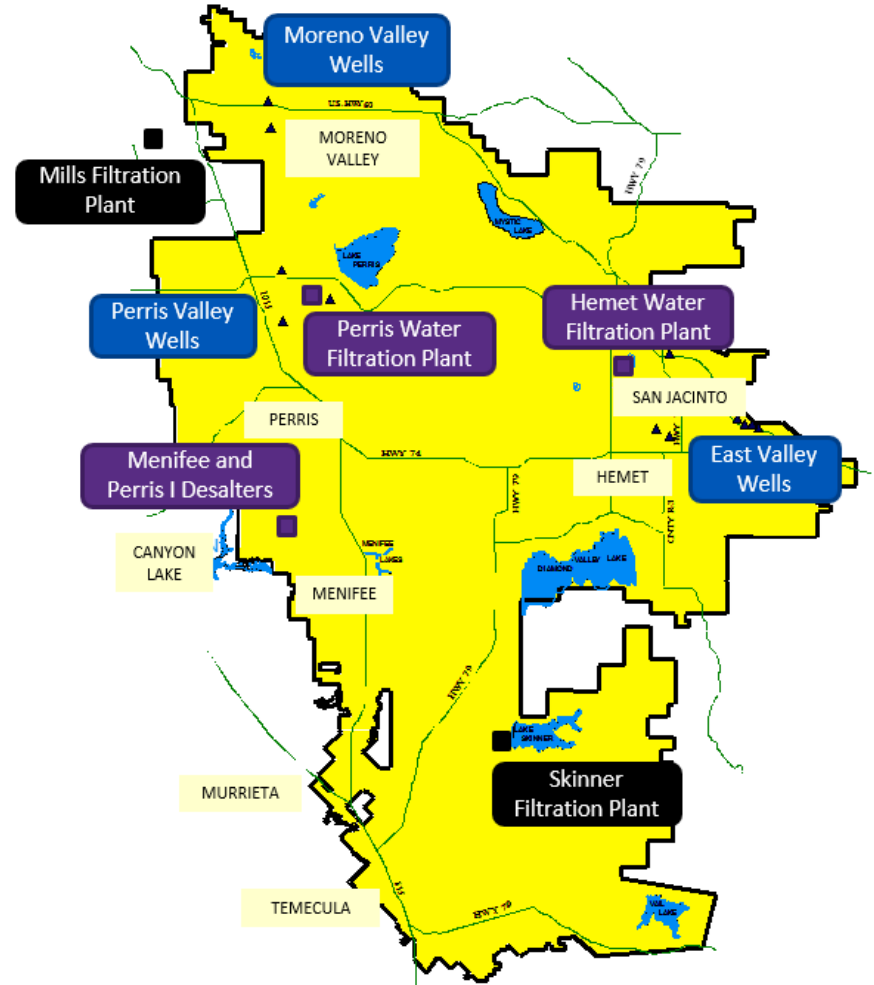 Moreno Valley
Wells
U.S. HWY 60
MORENO
VALLEY
Mills Filtration
Plant
HWY 79
MYSTIC
LAKE
LAKE
PERRIS
Perris Valley
Wells
Perris Water
Filtration Plant
Hemet Water
Filtration Plant
SAN JACINTO
PERRIS
HWY
HWY 74
Menifee and
Perris I Desalters
East Valley
Wells
HEMET
HWY 79
CANYON
LAKE
MENIFEE
LAKES
DIAMOND VALLEY LAKE
MENIFEE
HWY 79
LAKE
SKINNER
Skinner
Filtration Plant
MURRIETA
TEMECULA
HWY 79
LAKE